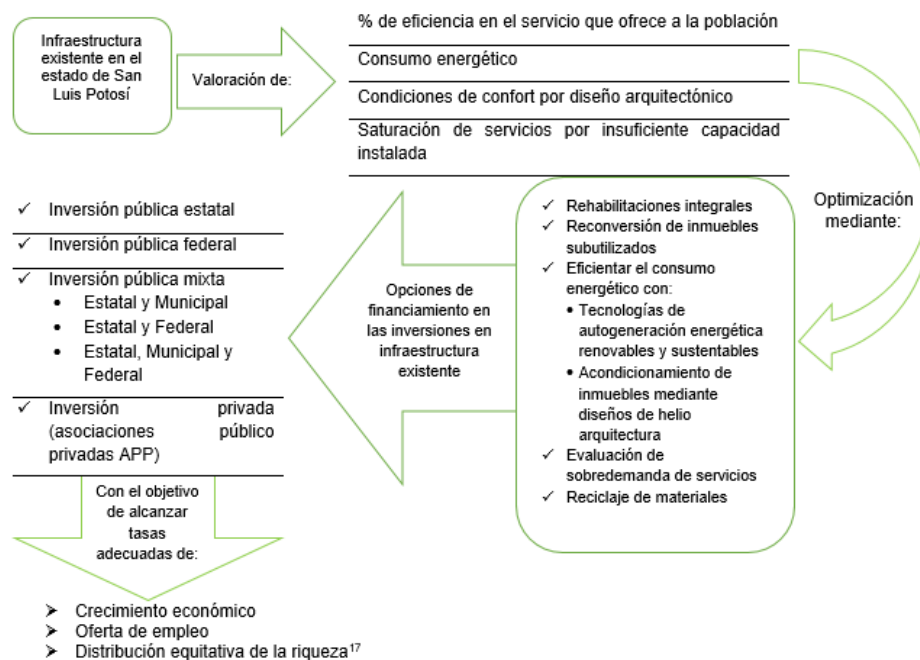 Infraestructura
existente en el
estado de San
Luis Potosí
Valoración de:
% de eficiencia en el servicio que ofrece a la población
Consumo energético
Condiciones de confort por diseño arquitectónico
Saturación de servicios por insuficiente capacidad
instalada
Optimización
mediante:
✓ Rehabilitaciones integrales
✓ Reconversión de inmuebles
subutilizados
✓ Eficientar el consumo
energético con:
• Tecnologías de
autogeneración energética
renovables y sustentables
• Acondicionamiento de
inmuebles mediante
diseños de helio
arquitectura
✓ Evaluación de
sobredemanda de servicios
✓ Reciclaje de materiales
Opciones de
financiamiento en
las inversiones en
infraestructura
existente
✓ Inversión pública estatal
✓ Inversión pública federal
✓ Inversión pública mixta
• Estatal y Municipal
• Estatal y Federal
• Estatal, Municipal y
Federal
✓ Inversión privada
(asociaciones público
privadas APP)
Con el objetivo
de alcanzar
tasas
adecuadas de:
➢ Crecimiento económico
➢ Oferta de empleo
➢ Distribución equitativa de la riqueza¹⁷